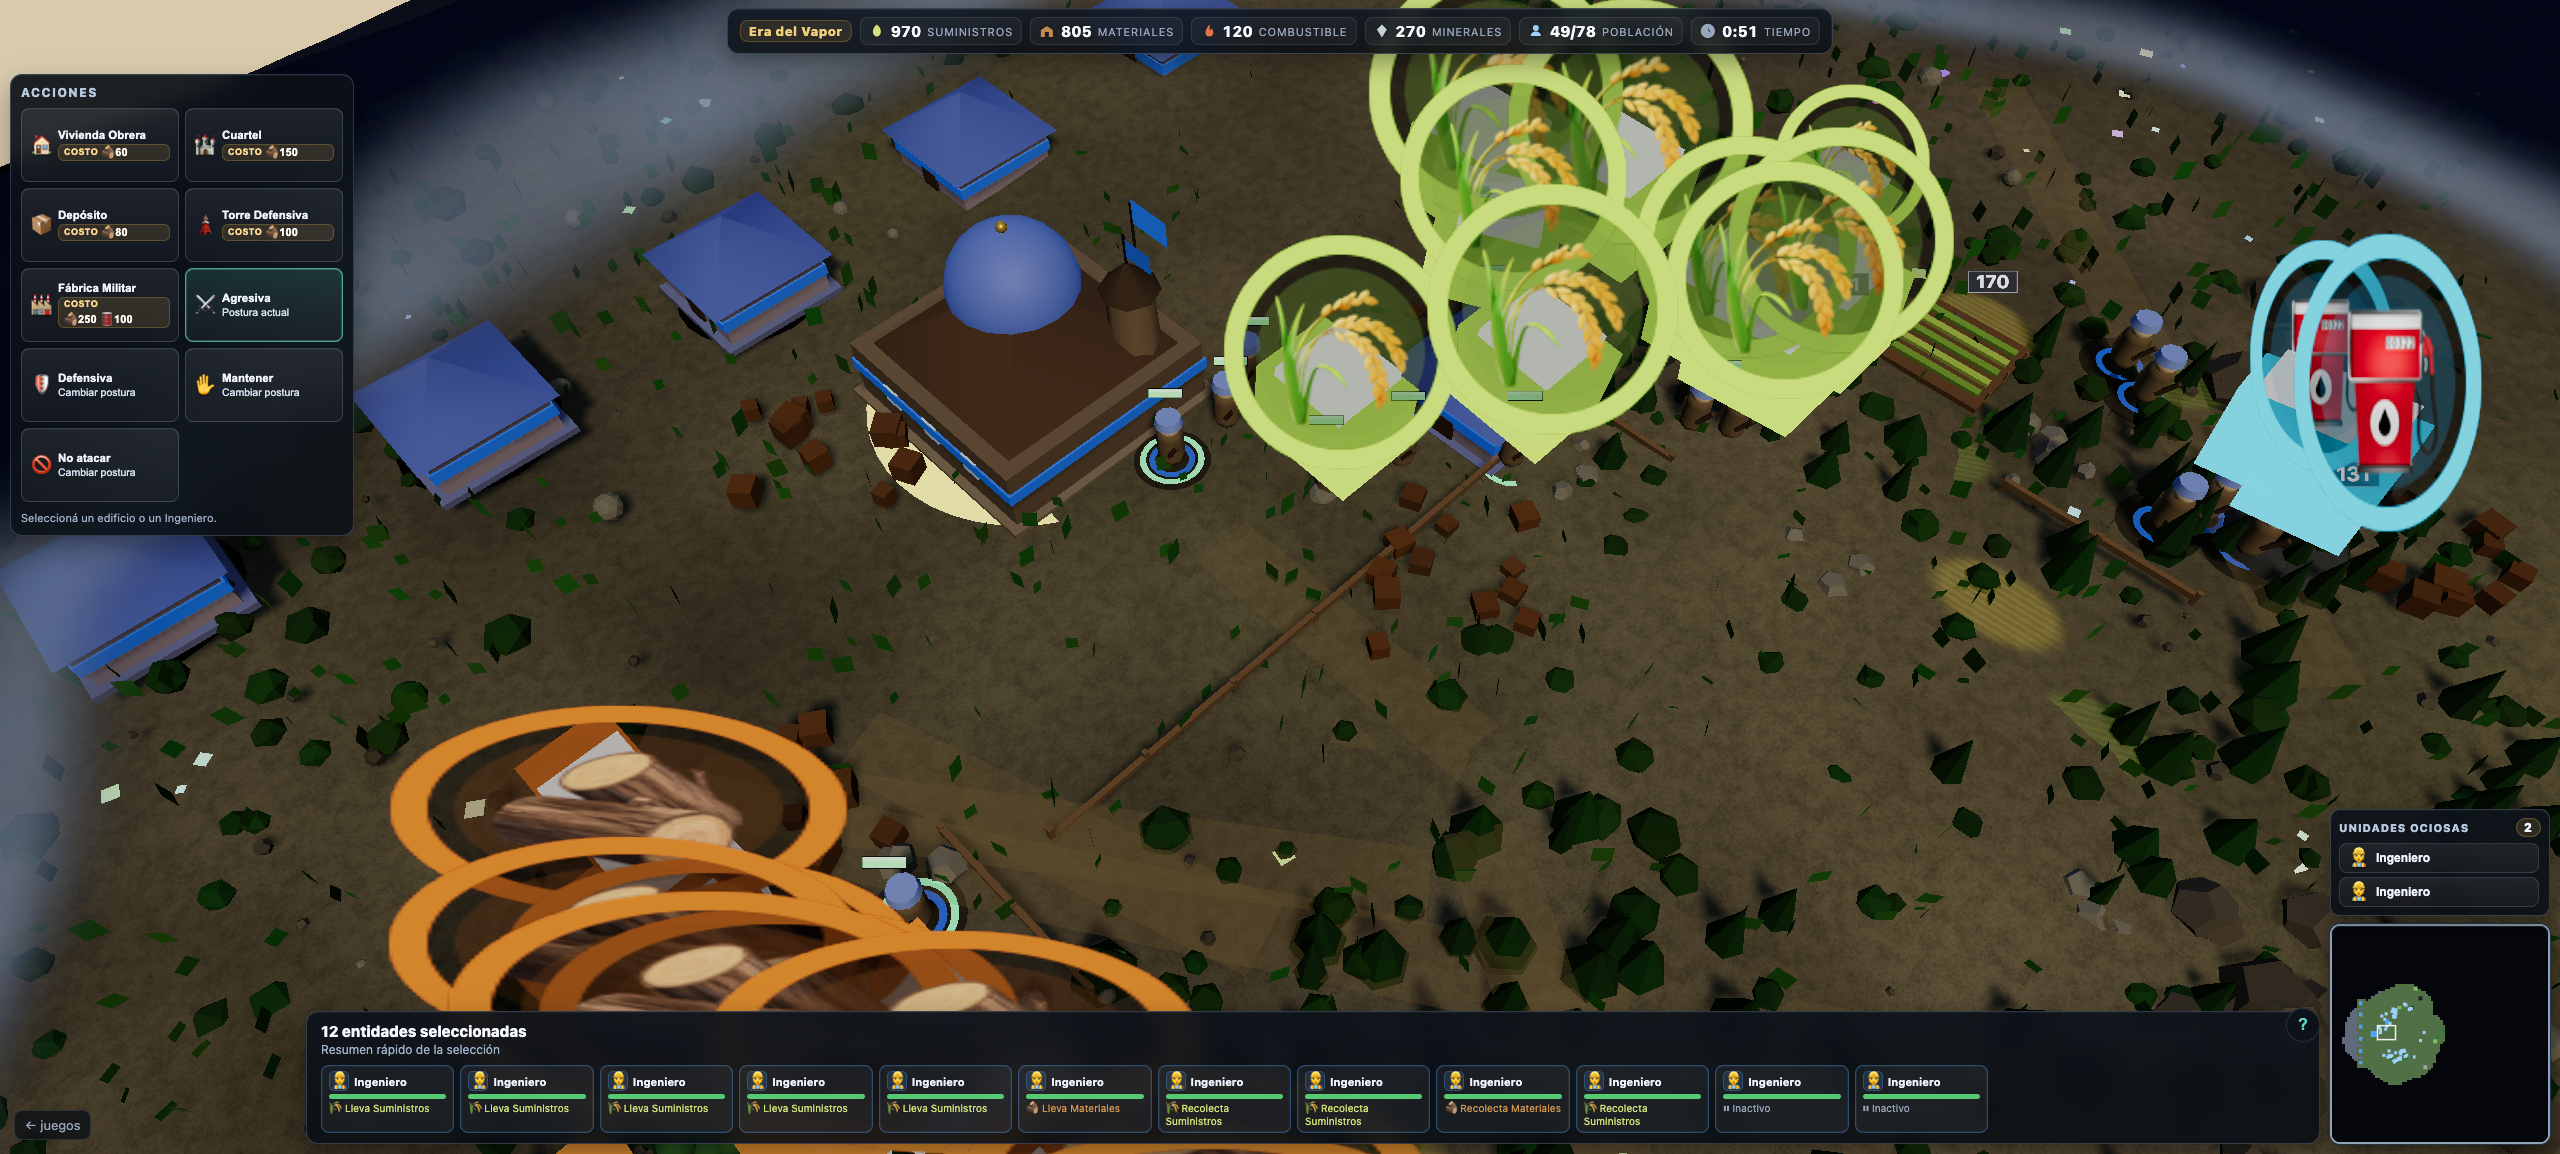 Era del Vapor
970 SUMINISTROS
805 MATERIALES
120 COMBUSTIBLE
270 MINERALES
49/78 POBLACIÓN
0:51 TIEMPO
ACCIONES
Vivienda Obrera
COSTO 60
Cuartel
COSTO 150
Depósito
COSTO 80
Torre Defensiva
COSTO 100
Fábrica Militar
COSTO
250 100
Agresiva
Postura actual
Defensiva
Cambiar postura
Mantener
Cambiar postura
No atacar
Cambiar postura
Seleccioná un edificio o un Ingeniero.
170
131
UNIDADES OCIOSAS 2
Ingeniero
Ingeniero
12 entidades seleccionadas
Resumen rápido de la selección
?
Ingeniero
Lleva Suministros
Ingeniero
Lleva Suministros
Ingeniero
Lleva Suministros
Ingeniero
Lleva Suministros
Ingeniero
Lleva Suministros
Ingeniero
Lleva Materiales
Ingeniero
Recolecta
Suministros
Ingeniero
Recolecta
Suministros
Ingeniero
Recolecta Materiales
Ingeniero
Recolecta
Suministros
Ingeniero
Inactivo
Ingeniero
Inactivo
← juegos